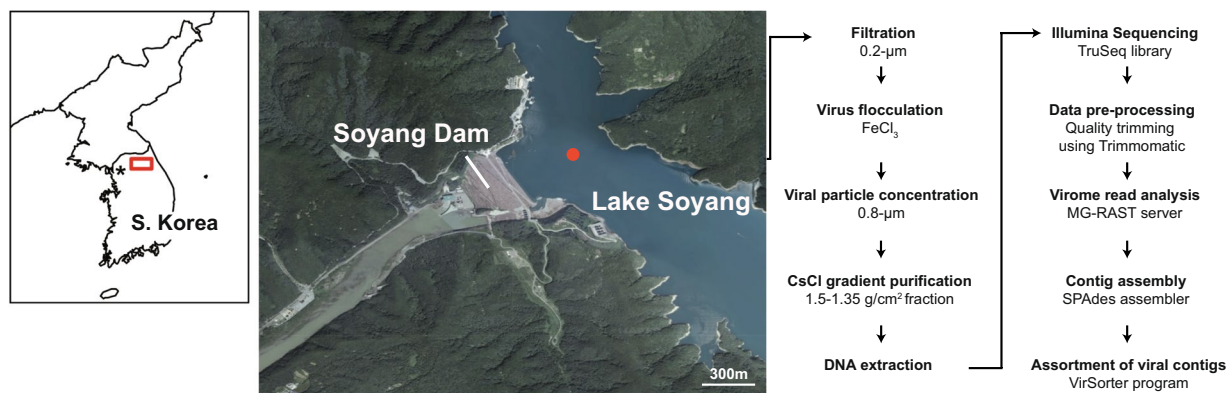 *
S. Korea
Soyang Dam
Lake Soyang
300m
Filtration
0.2-µm
Virus flocculation
FeCl₃
Viral particle concentration
0.8-µm
CsCl gradient purification
1.5-1.35 g/cm² fraction
DNA extraction
Illumina Sequencing
TruSeq library
Data pre-processing
Quality trimming
using Trimmomatic
Virome read analysis
MG-RAST server
Contig assembly
SPAdes assembler
Assortment of viral contigs
VirSorter program